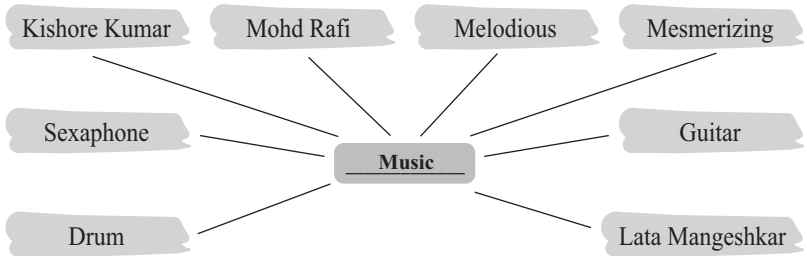 Kishore Kumar Mohd Rafi Melodious Mesmerizing
Sexaphone Music Guitar
Drum Lata Mangeshkar